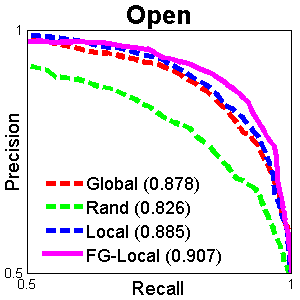 Open
1
Precision
Global (0.878)
Rand (0.826)
Local (0.885)
FG-Local (0.907)
0.5
0.5
Recall
1